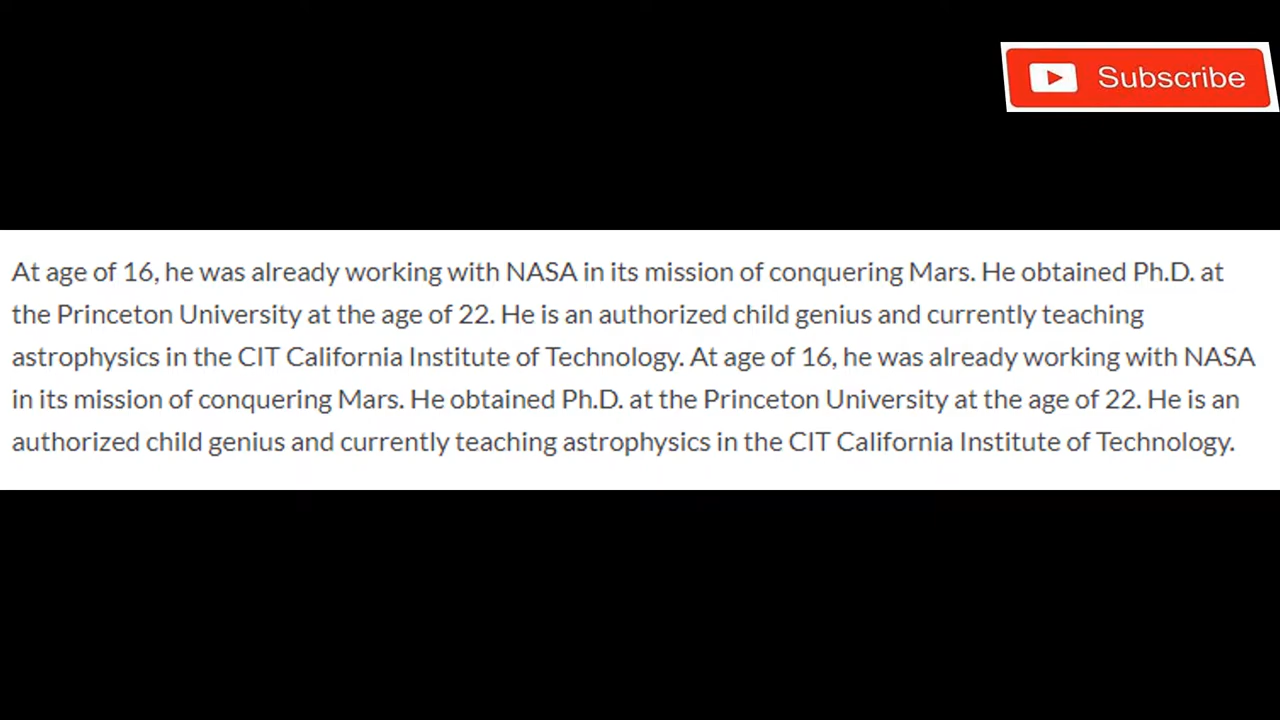 Subscribe
At age of 16, he was already working with NASA in its mission of conquering Mars. He obtained Ph.D. at
the Princeton University at the age of 22. He is an authorized child genius and currently teaching
astrophysics in the CIT California Institute of Technology. At age of 16, he was already working with NASA
in its mission of conquering Mars. He obtained Ph.D. at the Princeton University at the age of 22. He is an
authorized child genius and currently teaching astrophysics in the CIT California Institute of Technology.